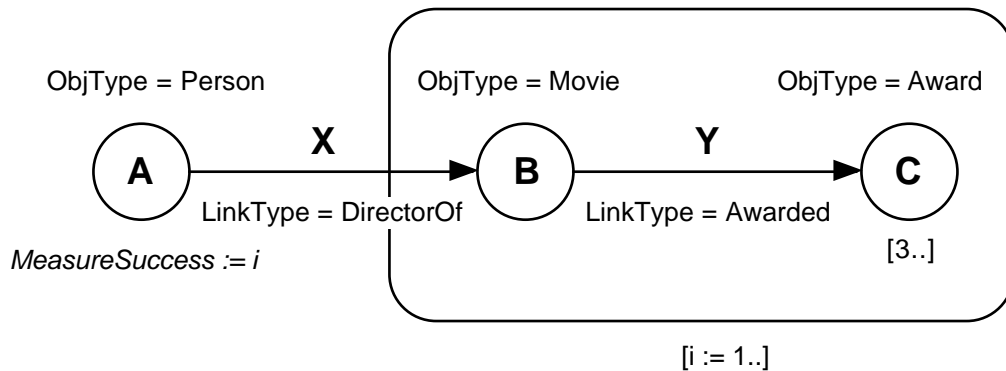 ObjType = Person
ObjType = Movie
ObjType = Award
X
Y
A
B
C
LinkType = DirectorOf
LinkType = Awarded
MeasureSuccess := i
[3..]
[i := 1..]